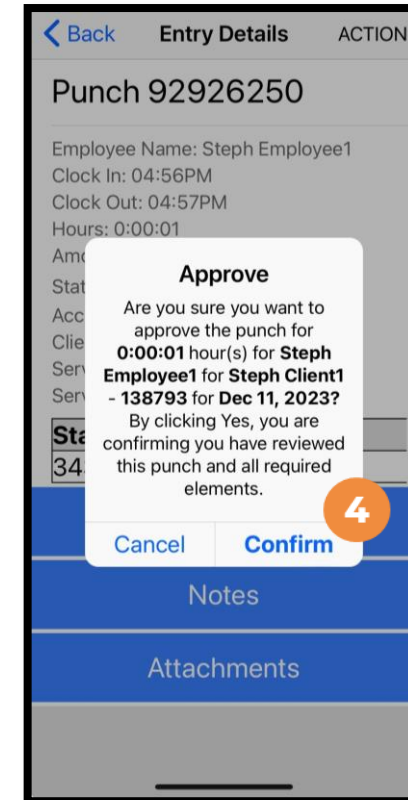 Back Entry Details ACTION
Punch 92926250
Employee Name: Steph Employee1
Clock In: 04:56PM
Clock Out: 04:57PM
Hours: 0:00:01
Approve
Are you sure you want to
approve the punch for
0:00:01 hour(s) for Steph
Employee1 for Steph Client1
- 138793 for Dec 11, 2023?
By clicking Yes, you are
confirming you have reviewed
this punch and all required
elements.
4
Cancel Confirm
Notes
Attachments